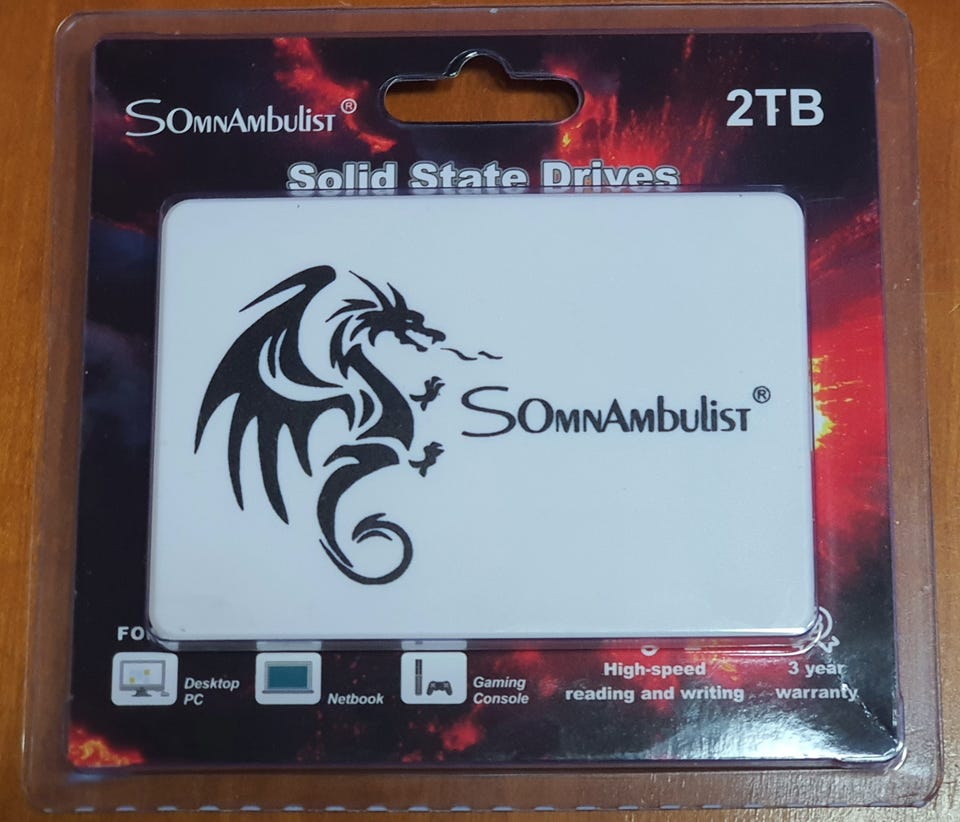 SOmnAmbulist®
2TB
Solid State Drives
SOmnAmbulist®
Desktop
PC
Netbook
Gaming
Console
High-speed
reading and writing
3 year
warranty